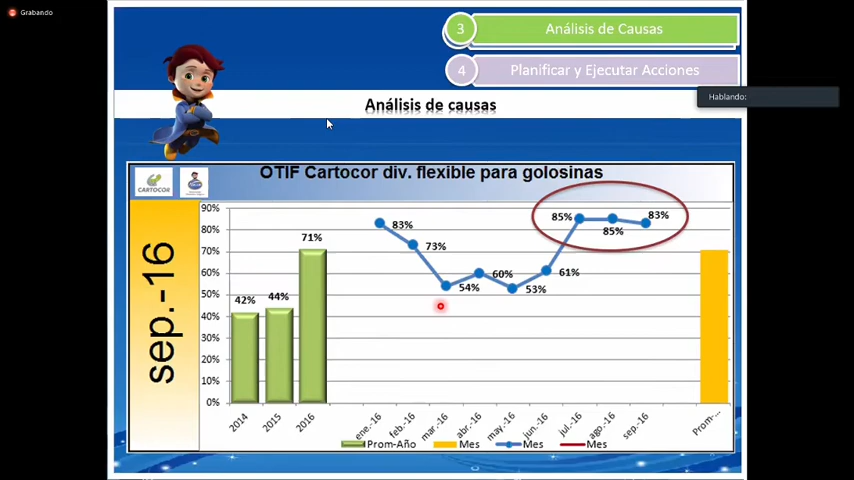 Grabando
3 Análisis de Causas
4 Planificar y Ejecutar Acciones
Hablando:
Análisis de causas
CARTOCOR
OTIF Cartocor div. flexible para golosinas
sep.-16
90%
80%
70%
60%
50%
40%
30%
20%
10%
0%
42%
44%
71%
83%
73%
54%
60%
53%
61%
85%
85%
83%
2014
2015
2016
ene.-16
feb.-16
mar.-16
abr.-16
may.-16
jun.-16
jul.-16
ago.-16
sep.-16
Prom-...
Prom-Año
Mes
Mes
Mes